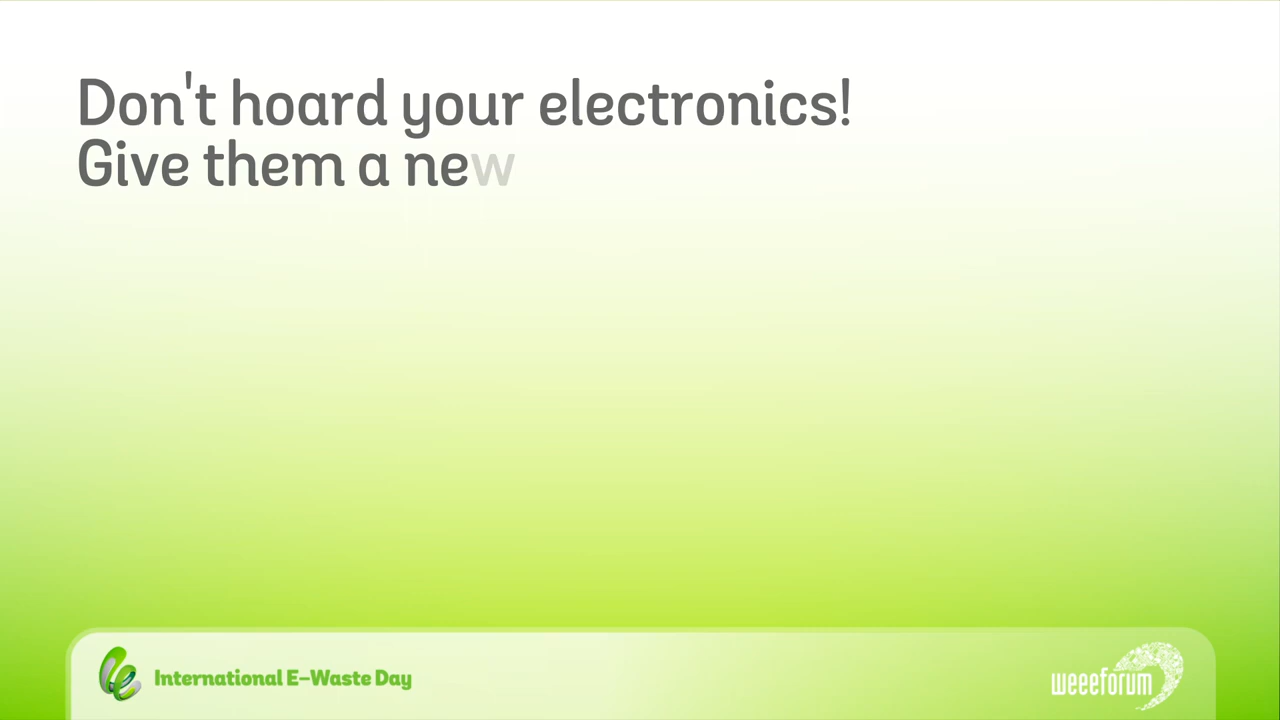 Don't hoard your electronics!
Give them a new
International E-Waste Day
weeeforum